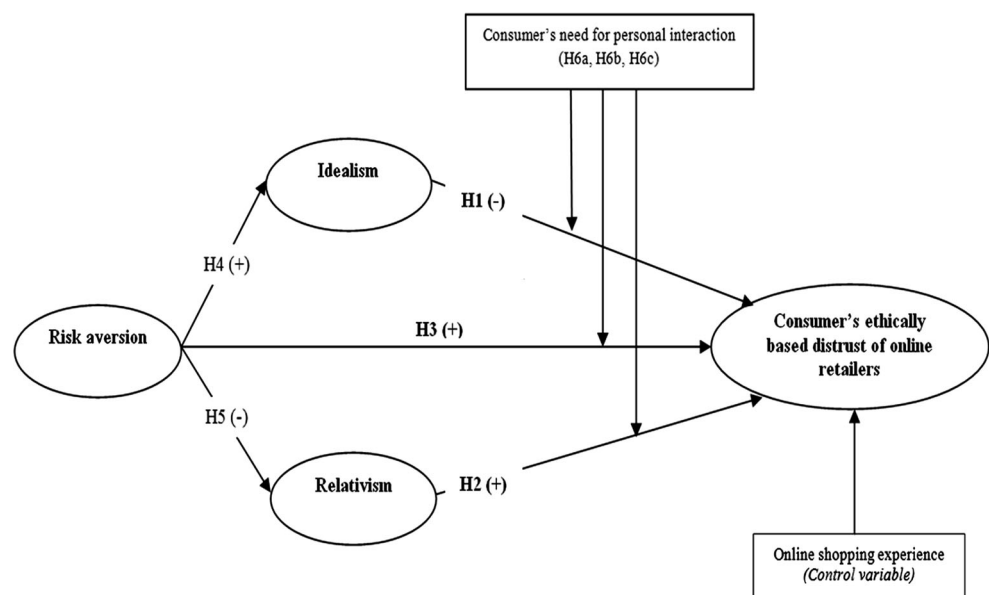 Consumer's need for personal interaction
(H6a, H6b, H6c)
Idealism
H1 (-)
H4 (+)
Risk aversion
H3 (+)
Consumer's ethically
based distrust of online
retailers
H5 (-)
Relativism
H2 (+)
Online shopping experience
(Control variable)